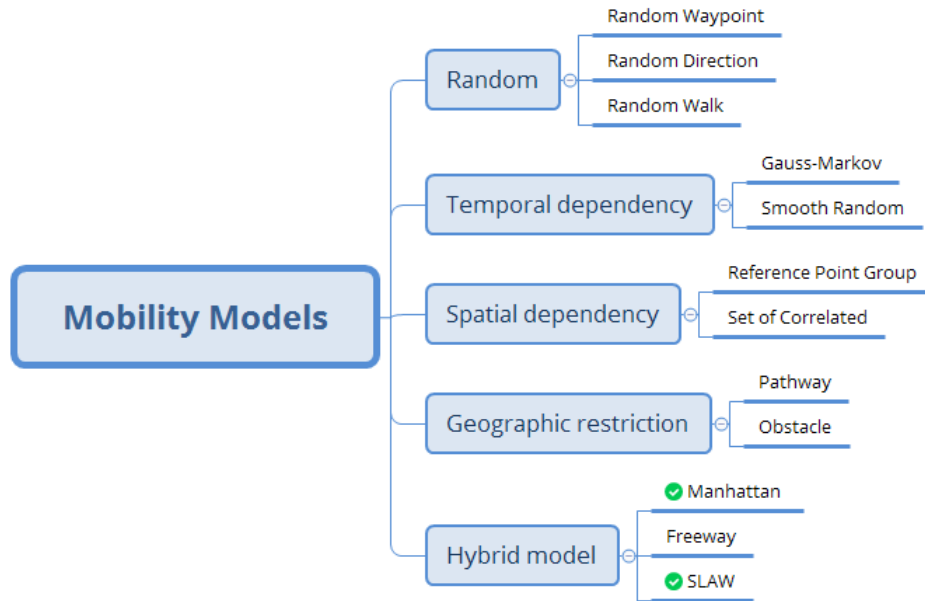 Mobility Models
Random
Random Waypoint
Random Direction
Random Walk
Temporal dependency
Gauss-Markov
Smooth Random
Spatial dependency
Reference Point Group
Set of Correlated
Geographic restriction
Pathway
Obstacle
Hybrid model
Manhattan
Freeway
SLAW